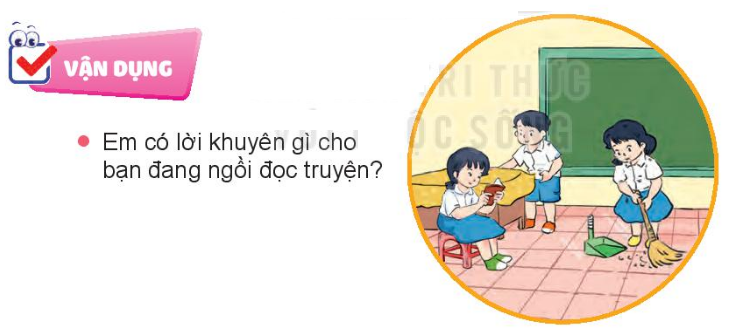 VẬN DỤNG
Em có lời khuyên gì cho
bạn đang ngồi đọc truyện?